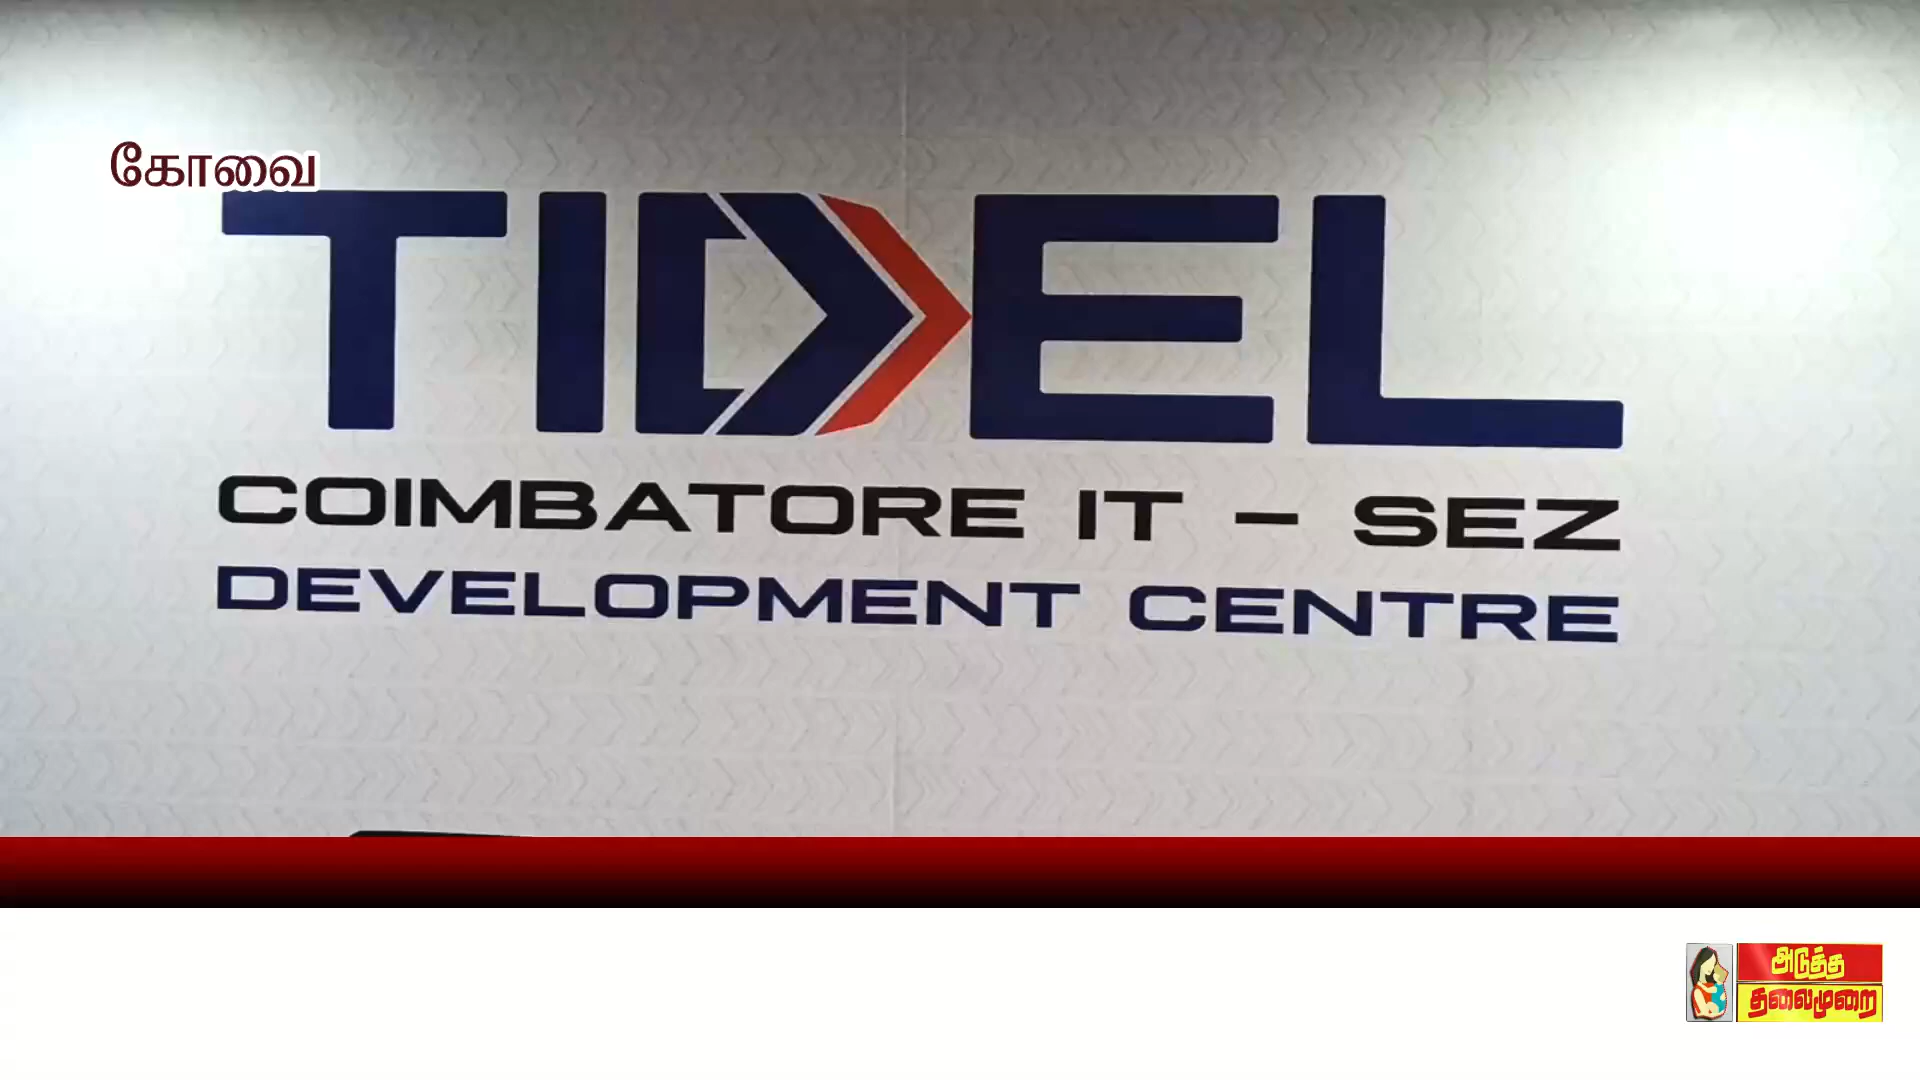 கோவை
TIDEL
COIMBATORE IT - SEZ
DEVELOPMENT CENTRE
அடுத்த
தலைமுறை